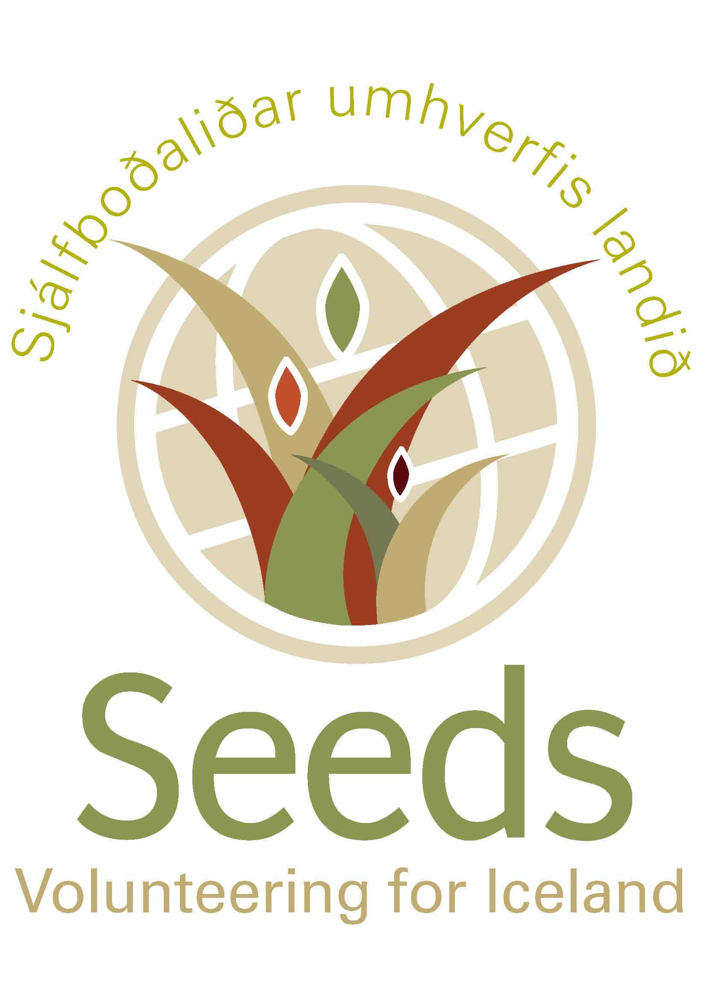 Sjálfboðaliðar umhverfis landið
Seeds
Volunteering for Iceland